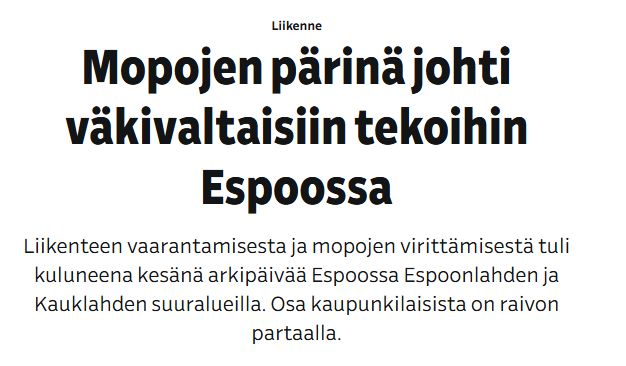 Liikenne
Mopojen pärinä johti
väkivaltaisiin tekoihin
Espoossa
Liikenteen vaarantamisesta ja mopojen virittämisestä tuli
kuluneena kesänä arkipäivää Espoossa Espoonlahden ja
Kauklahden suuralueilla. Osa kaupunkilaisista on raivon
partaalla.